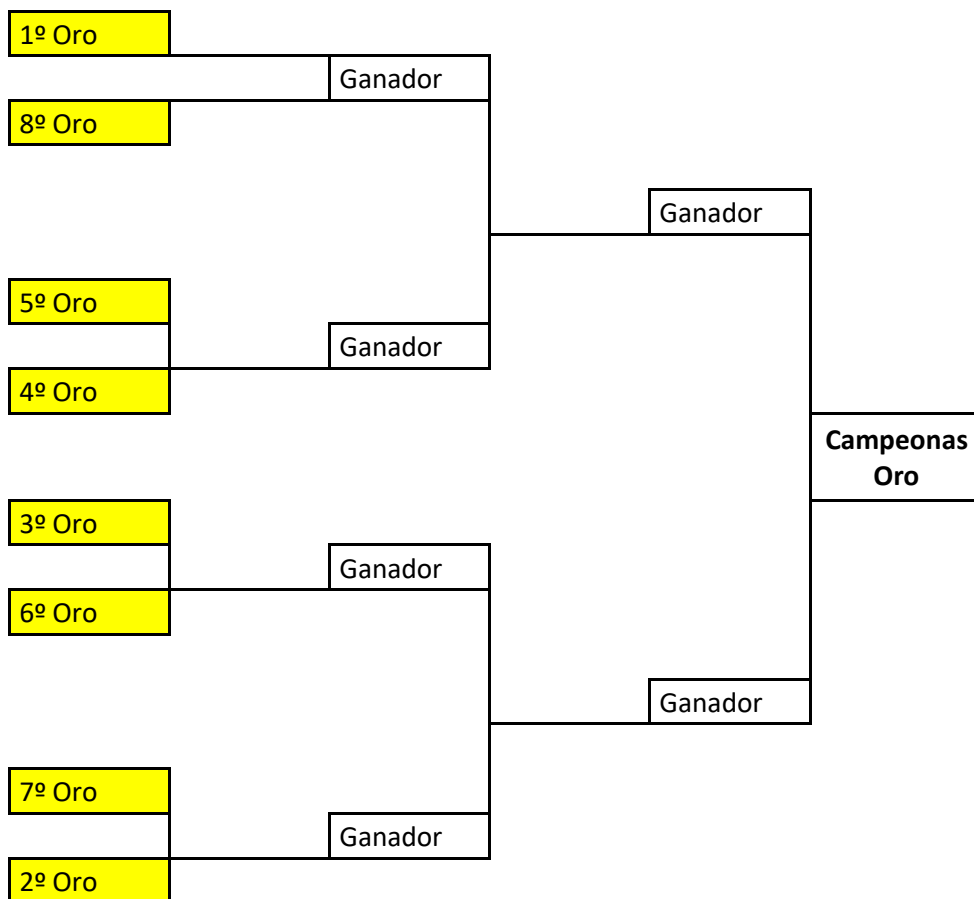 1º Oro
Ganador
8º Oro
Ganador
5º Oro
Ganador
4º Oro
Campeonas
Oro
3º Oro
Ganador
6º Oro
Ganador
7º Oro
Ganador
2º Oro